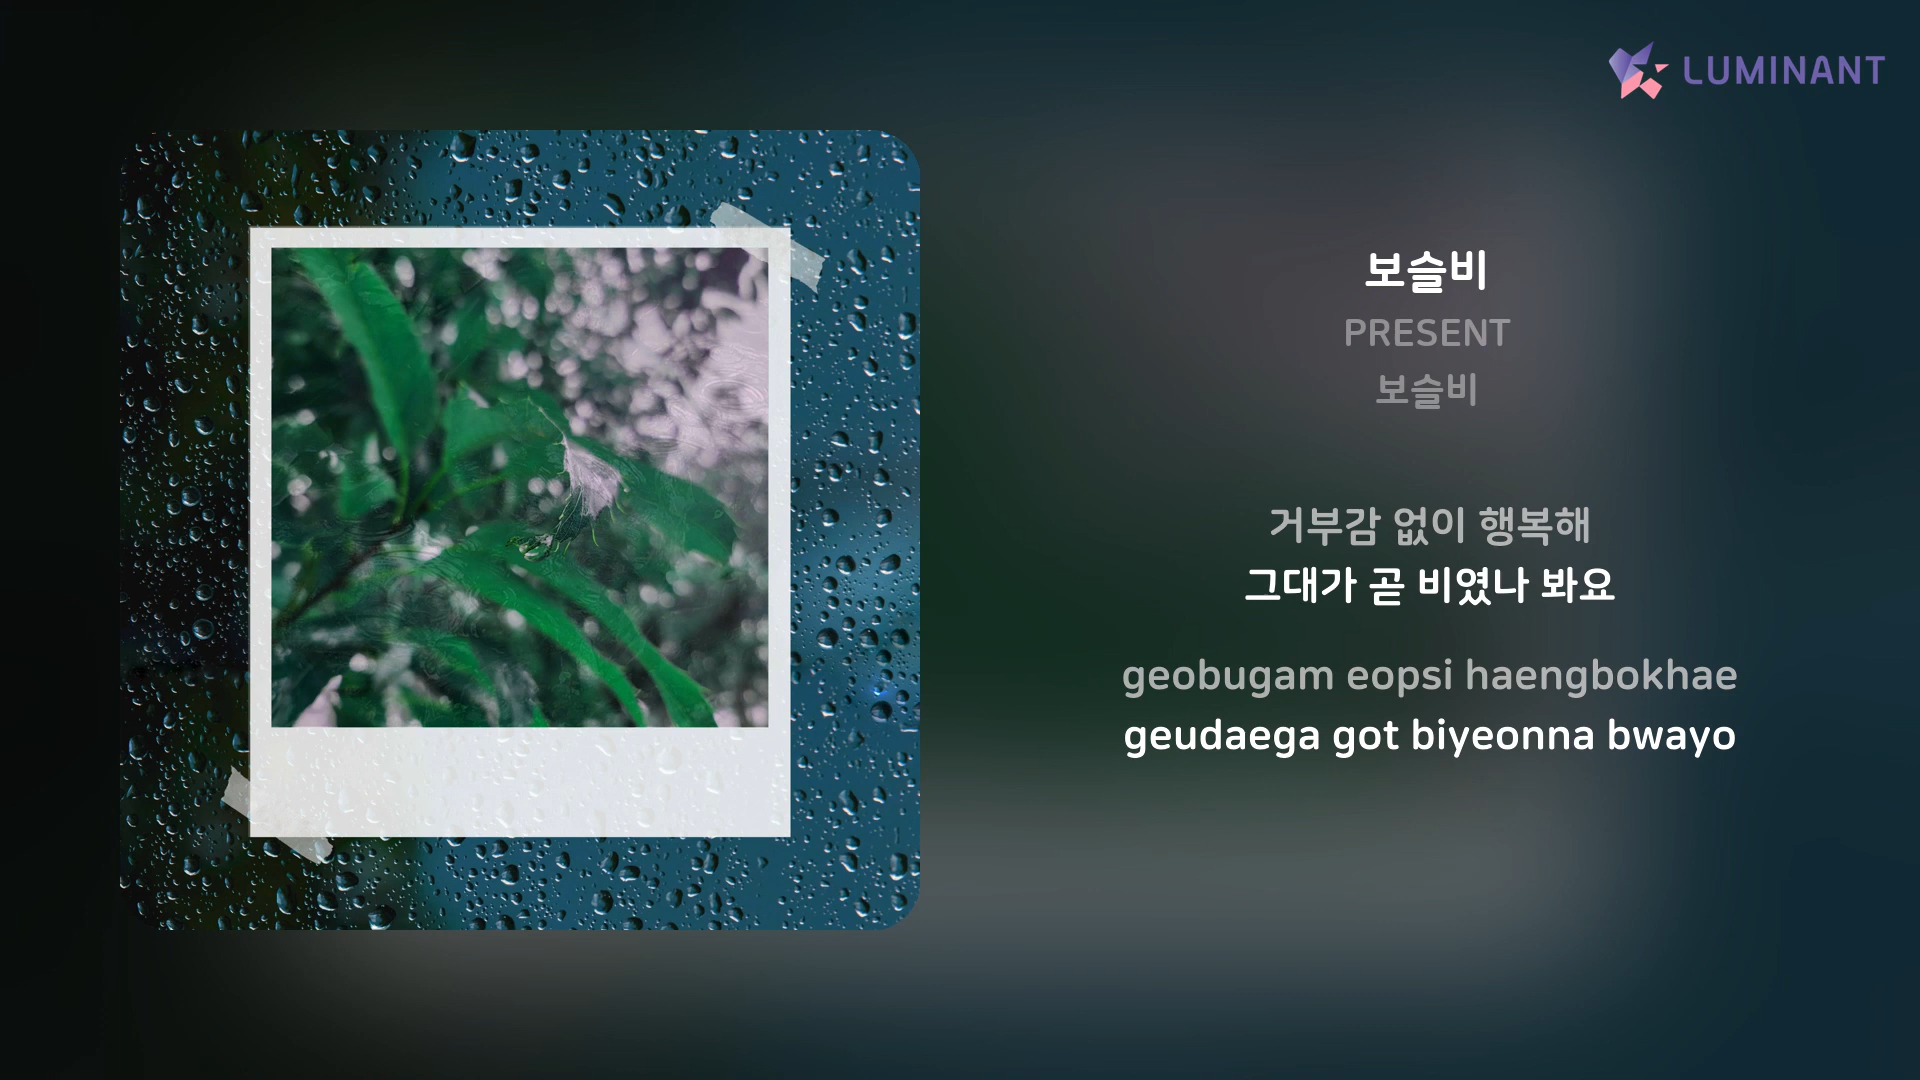 LUMINANT
보슬비
PRESENT
보슬비
거부감 없이 행복해
그대가 곧 비였나 봐요
geobugam eopsi haengbokhae
geudaega got biyeonna bwayo